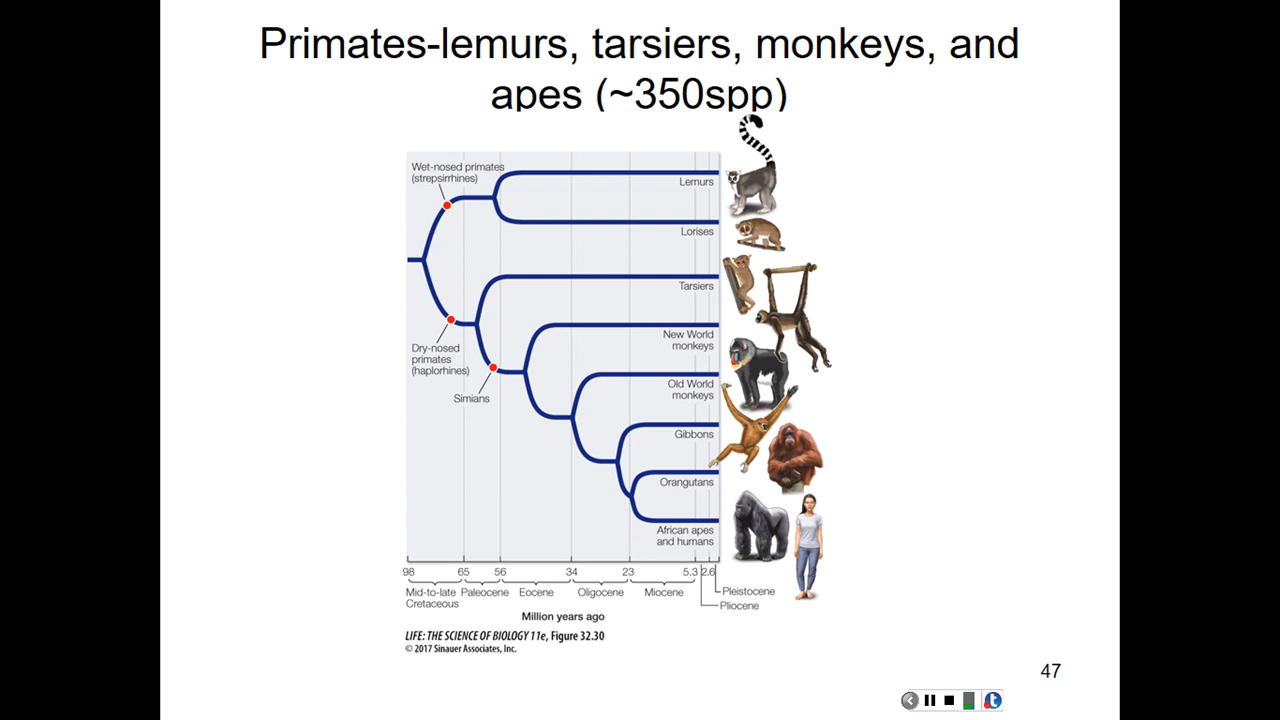 Primates-lemurs, tarsiers, monkeys, and
apes (~350spp)
Wet-nosed primates
(strepsirrhines)
Lemurs
Lorises
Tarsiers
New World
monkeys
Dry-nosed
primates
(haplorhines)
Simians
Old World
monkeys
Gibbons
Orangutans
African apes
and humans
98 65 56 34 23 5.3 2.6
Mid-to-late Cretaceous Paleocene Eocene Oligocene Miocene Pleistocene
Pliocene
Million years ago
LIFE: THE SCIENCE OF BIOLOGY 11e, Figure 32.30
© 2017 Sinauer Associates, Inc.
47